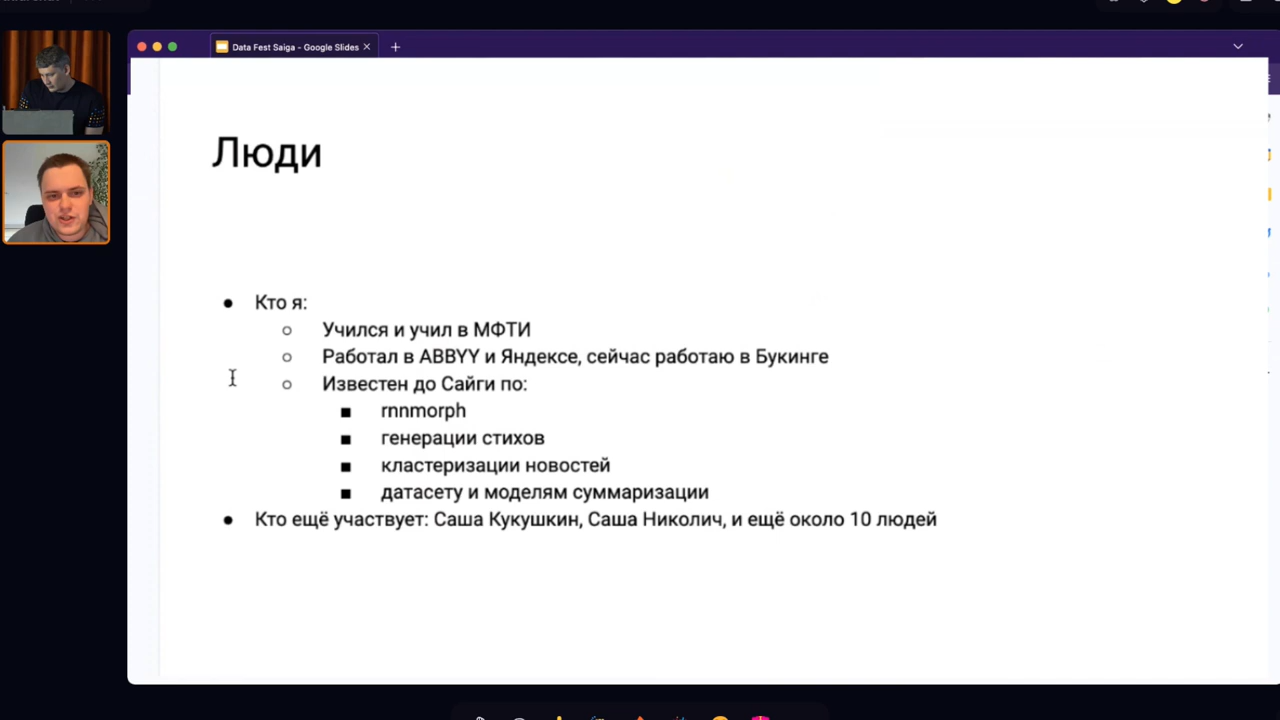 Data Fest Saiga - Google Slides
Люди
Кто я:
Учился и учил в МФТИ
Работал в ABBYY и Яндексе, сейчас работаю в Букинге
Известен до Сайги по:
rnnmorph
генерации стихов
кластеризации новостей
датасету и моделям суммаризации
Кто ещё участвует: Саша Кукушкин, Саша Николич, и ещё около 10 людей